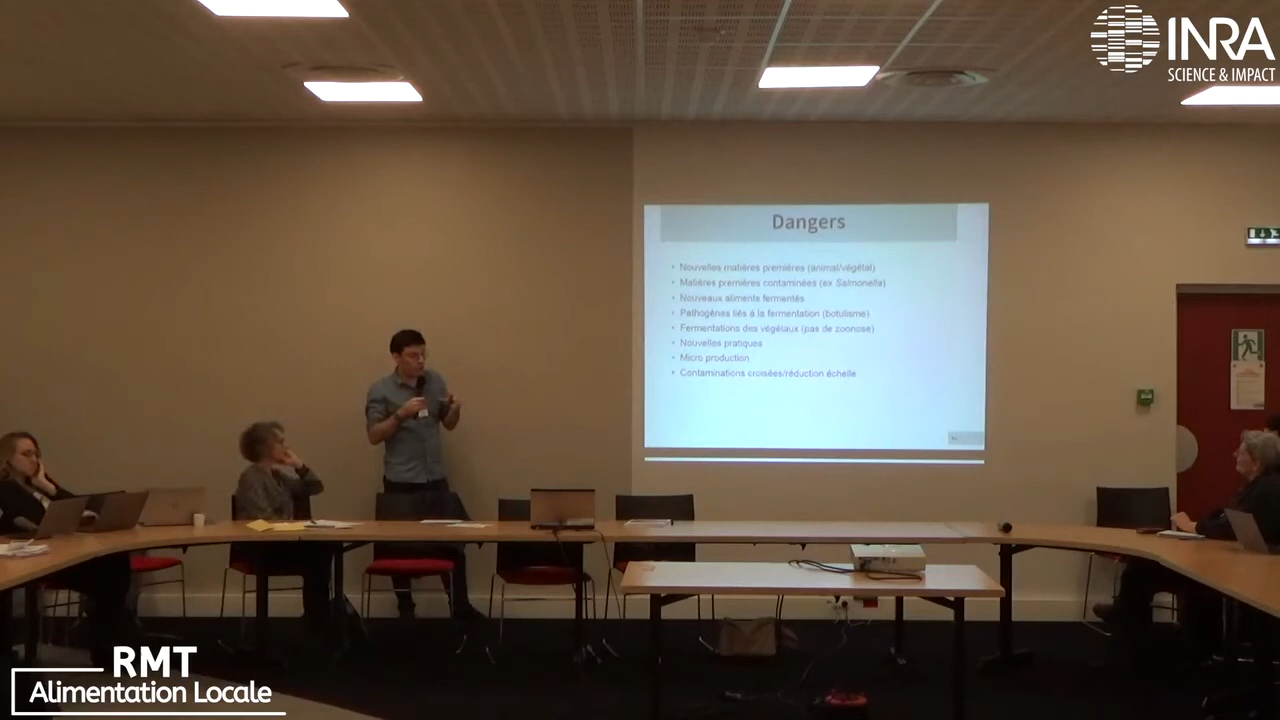 INRA
SCIENCE & IMPACT
Dangers
• Nouvelles matières premières (animal/végétal)
• Matières premières contaminées (ex Salmonella)
• Nouveaux aliments fermentés
• Pathogènes liés à la fermentation (botulisme)
• Fermentations des végétaux (pas de zoonose)
• Nouvelles pratiques
• Micro production
• Contaminations croisées/réduction échelle
RMT
Alimentation Locale